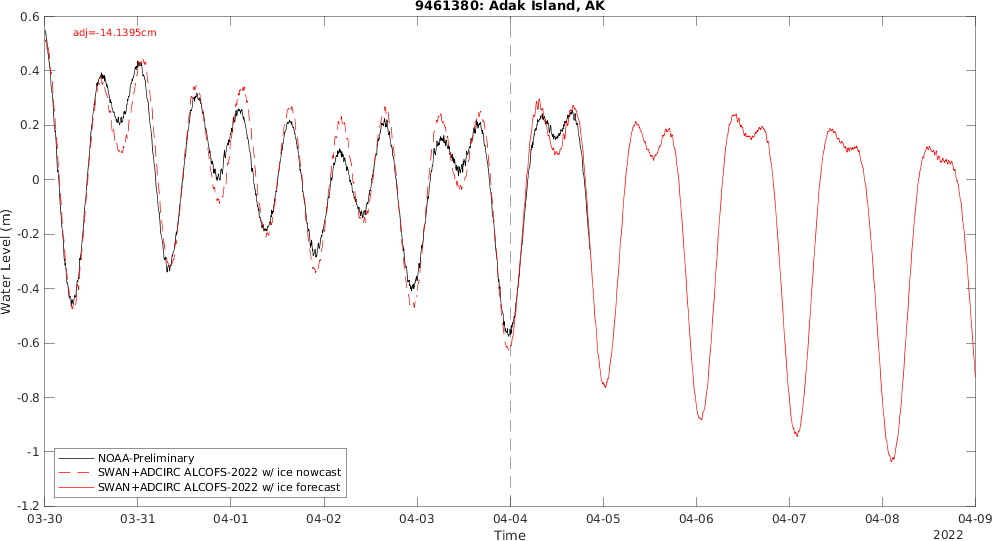 9461380: Adak Island, AK
adj=-14.1395cm
0.6
0.4
0.2
0
-0.2
-0.4
-0.6
-0.8
-1
-1.2
Water Level (m)
NOAA-Preliminary
SWAN+ADCIRC ALCOFS-2022 w/ ice nowcast
SWAN+ADCIRC ALCOFS-2022 w/ ice forecast
03-30 03-31 04-01 04-02 04-03 04-04 04-05 04-06 04-07 04-08 04-09
Time
2022